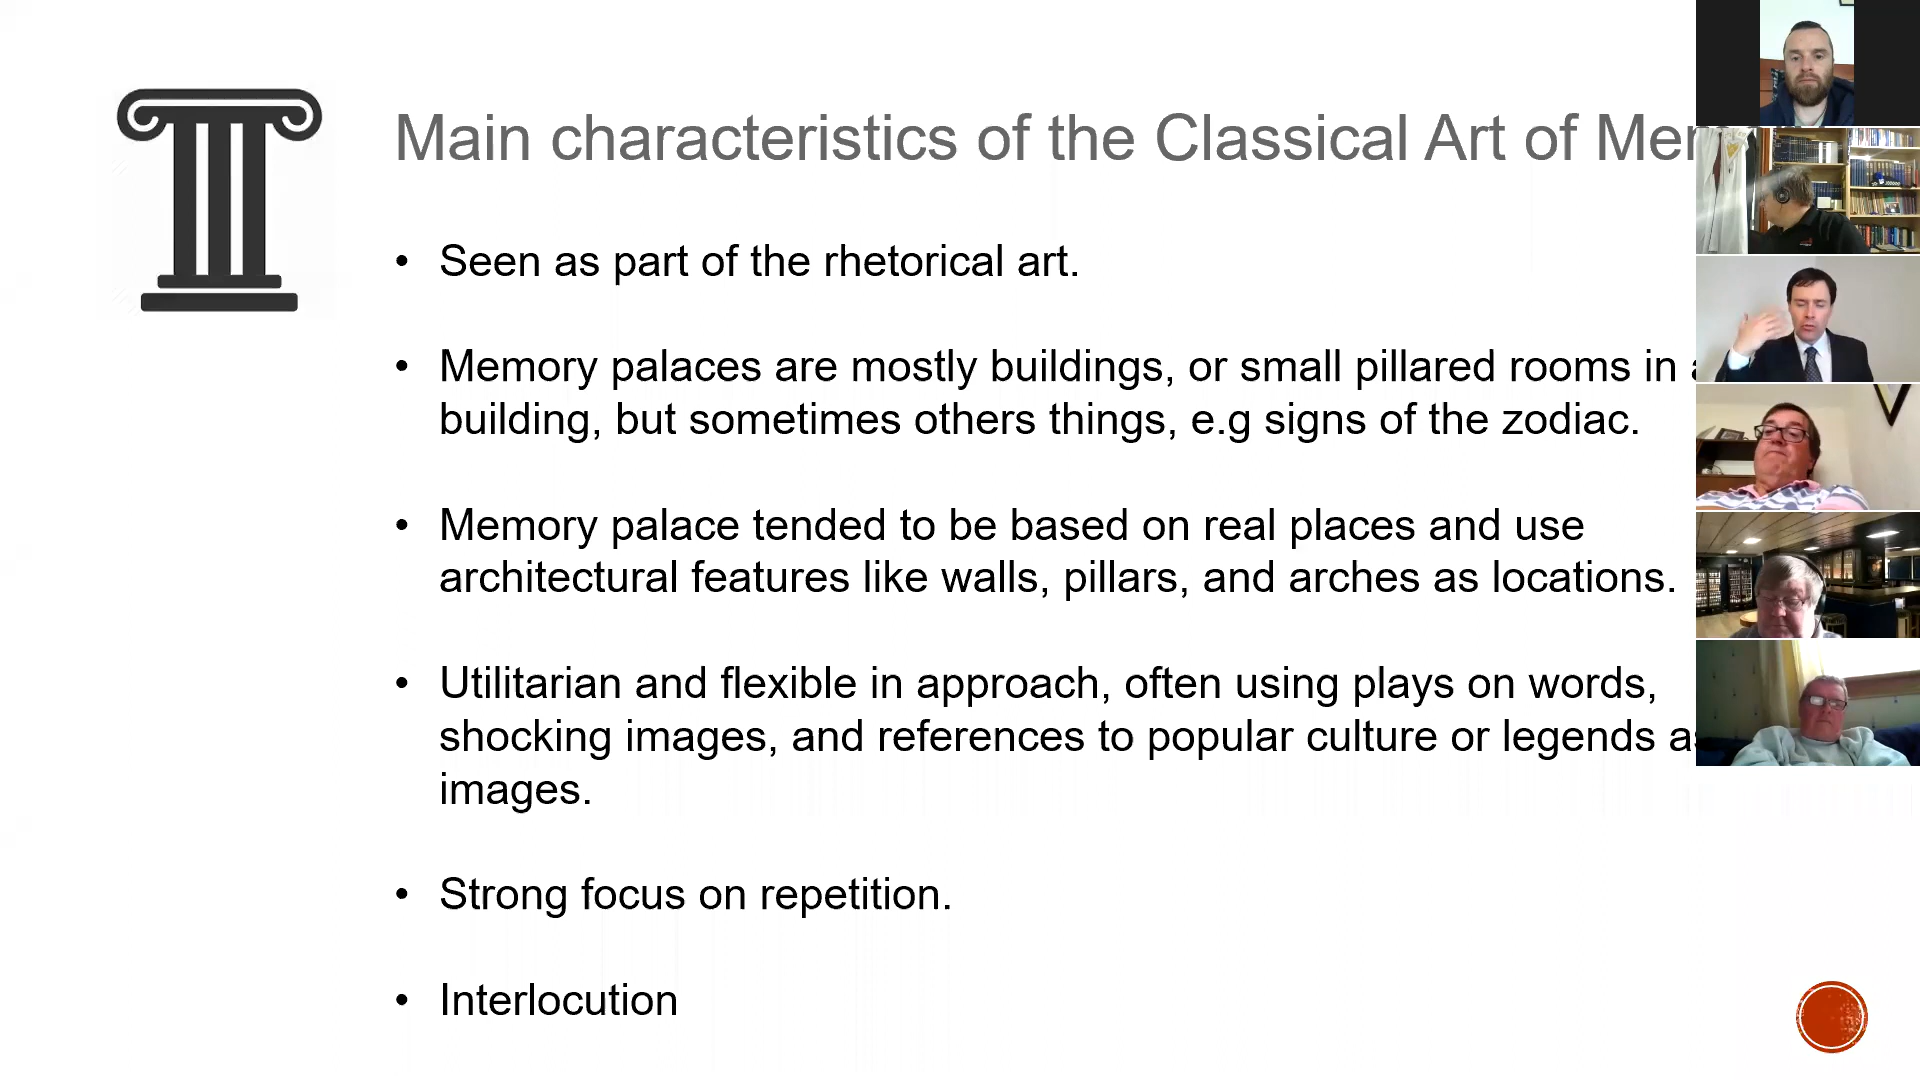 Main characteristics of the Classical Art of
• Seen as part of the rhetorical art.
• Memory palaces are mostly buildings, or small pillared rooms in
building, but sometimes others things, e.g signs of the zodiac.
• Memory palace tended to be based on real places and use
architectural features like walls, pillars, and arches as locations.
• Utilitarian and flexible in approach, often using plays on words,
shocking images, and references to popular culture or legends as
images.
• Strong focus on repetition.
• Interlocution